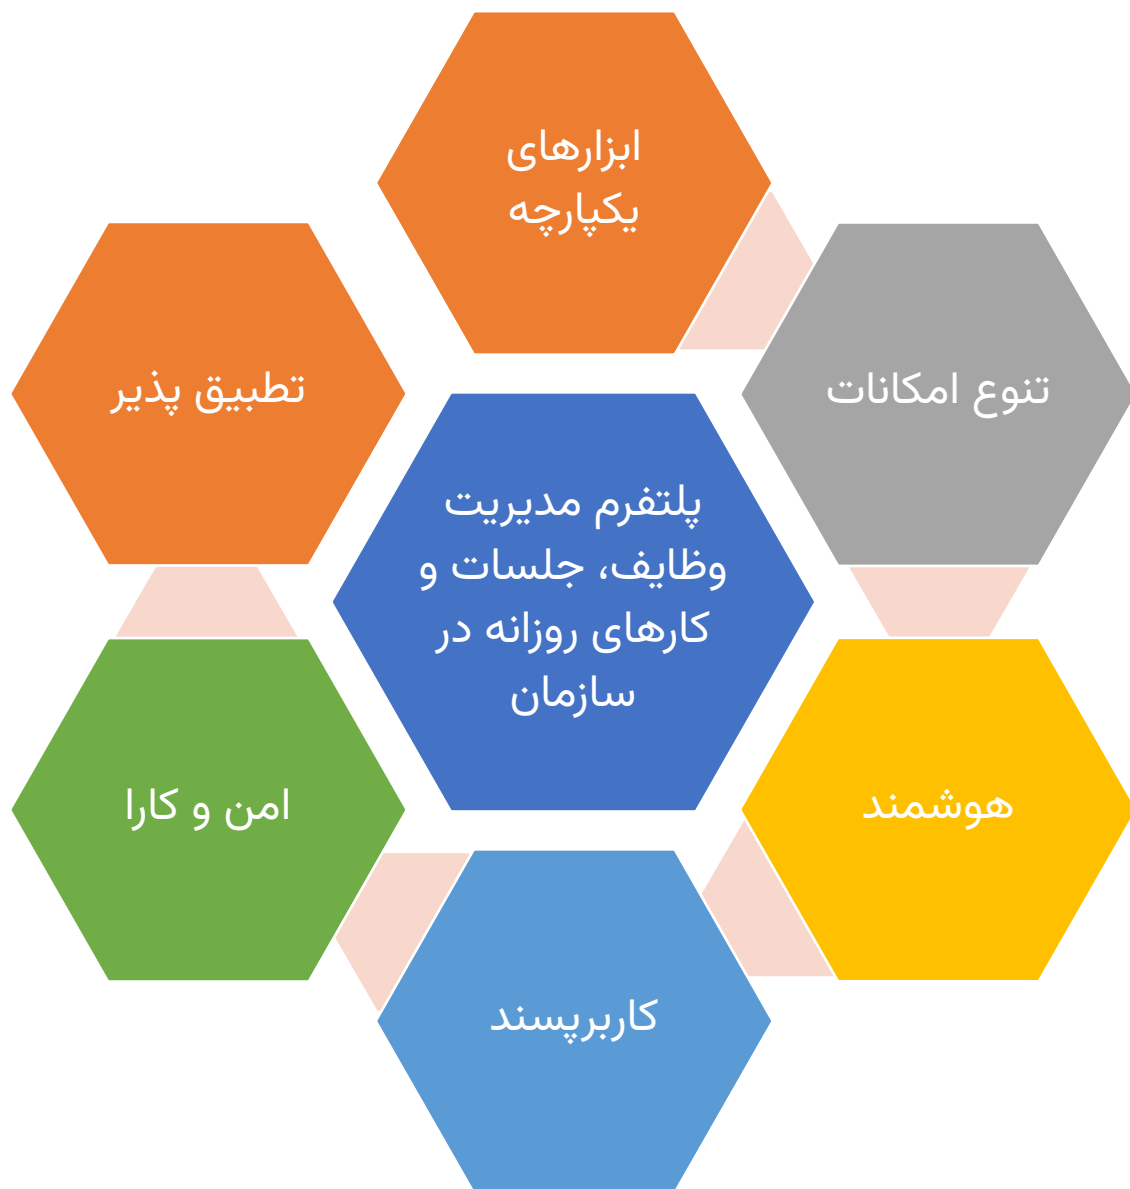 ابزارهای
یکپارچه
تنوع امکانات
تطبیق پذیر
پلتفرم مدیریت
وظایف، جلسات و
کارهای روزانه در
سازمان
هوشمند
امن و کارا
کاربرپسند